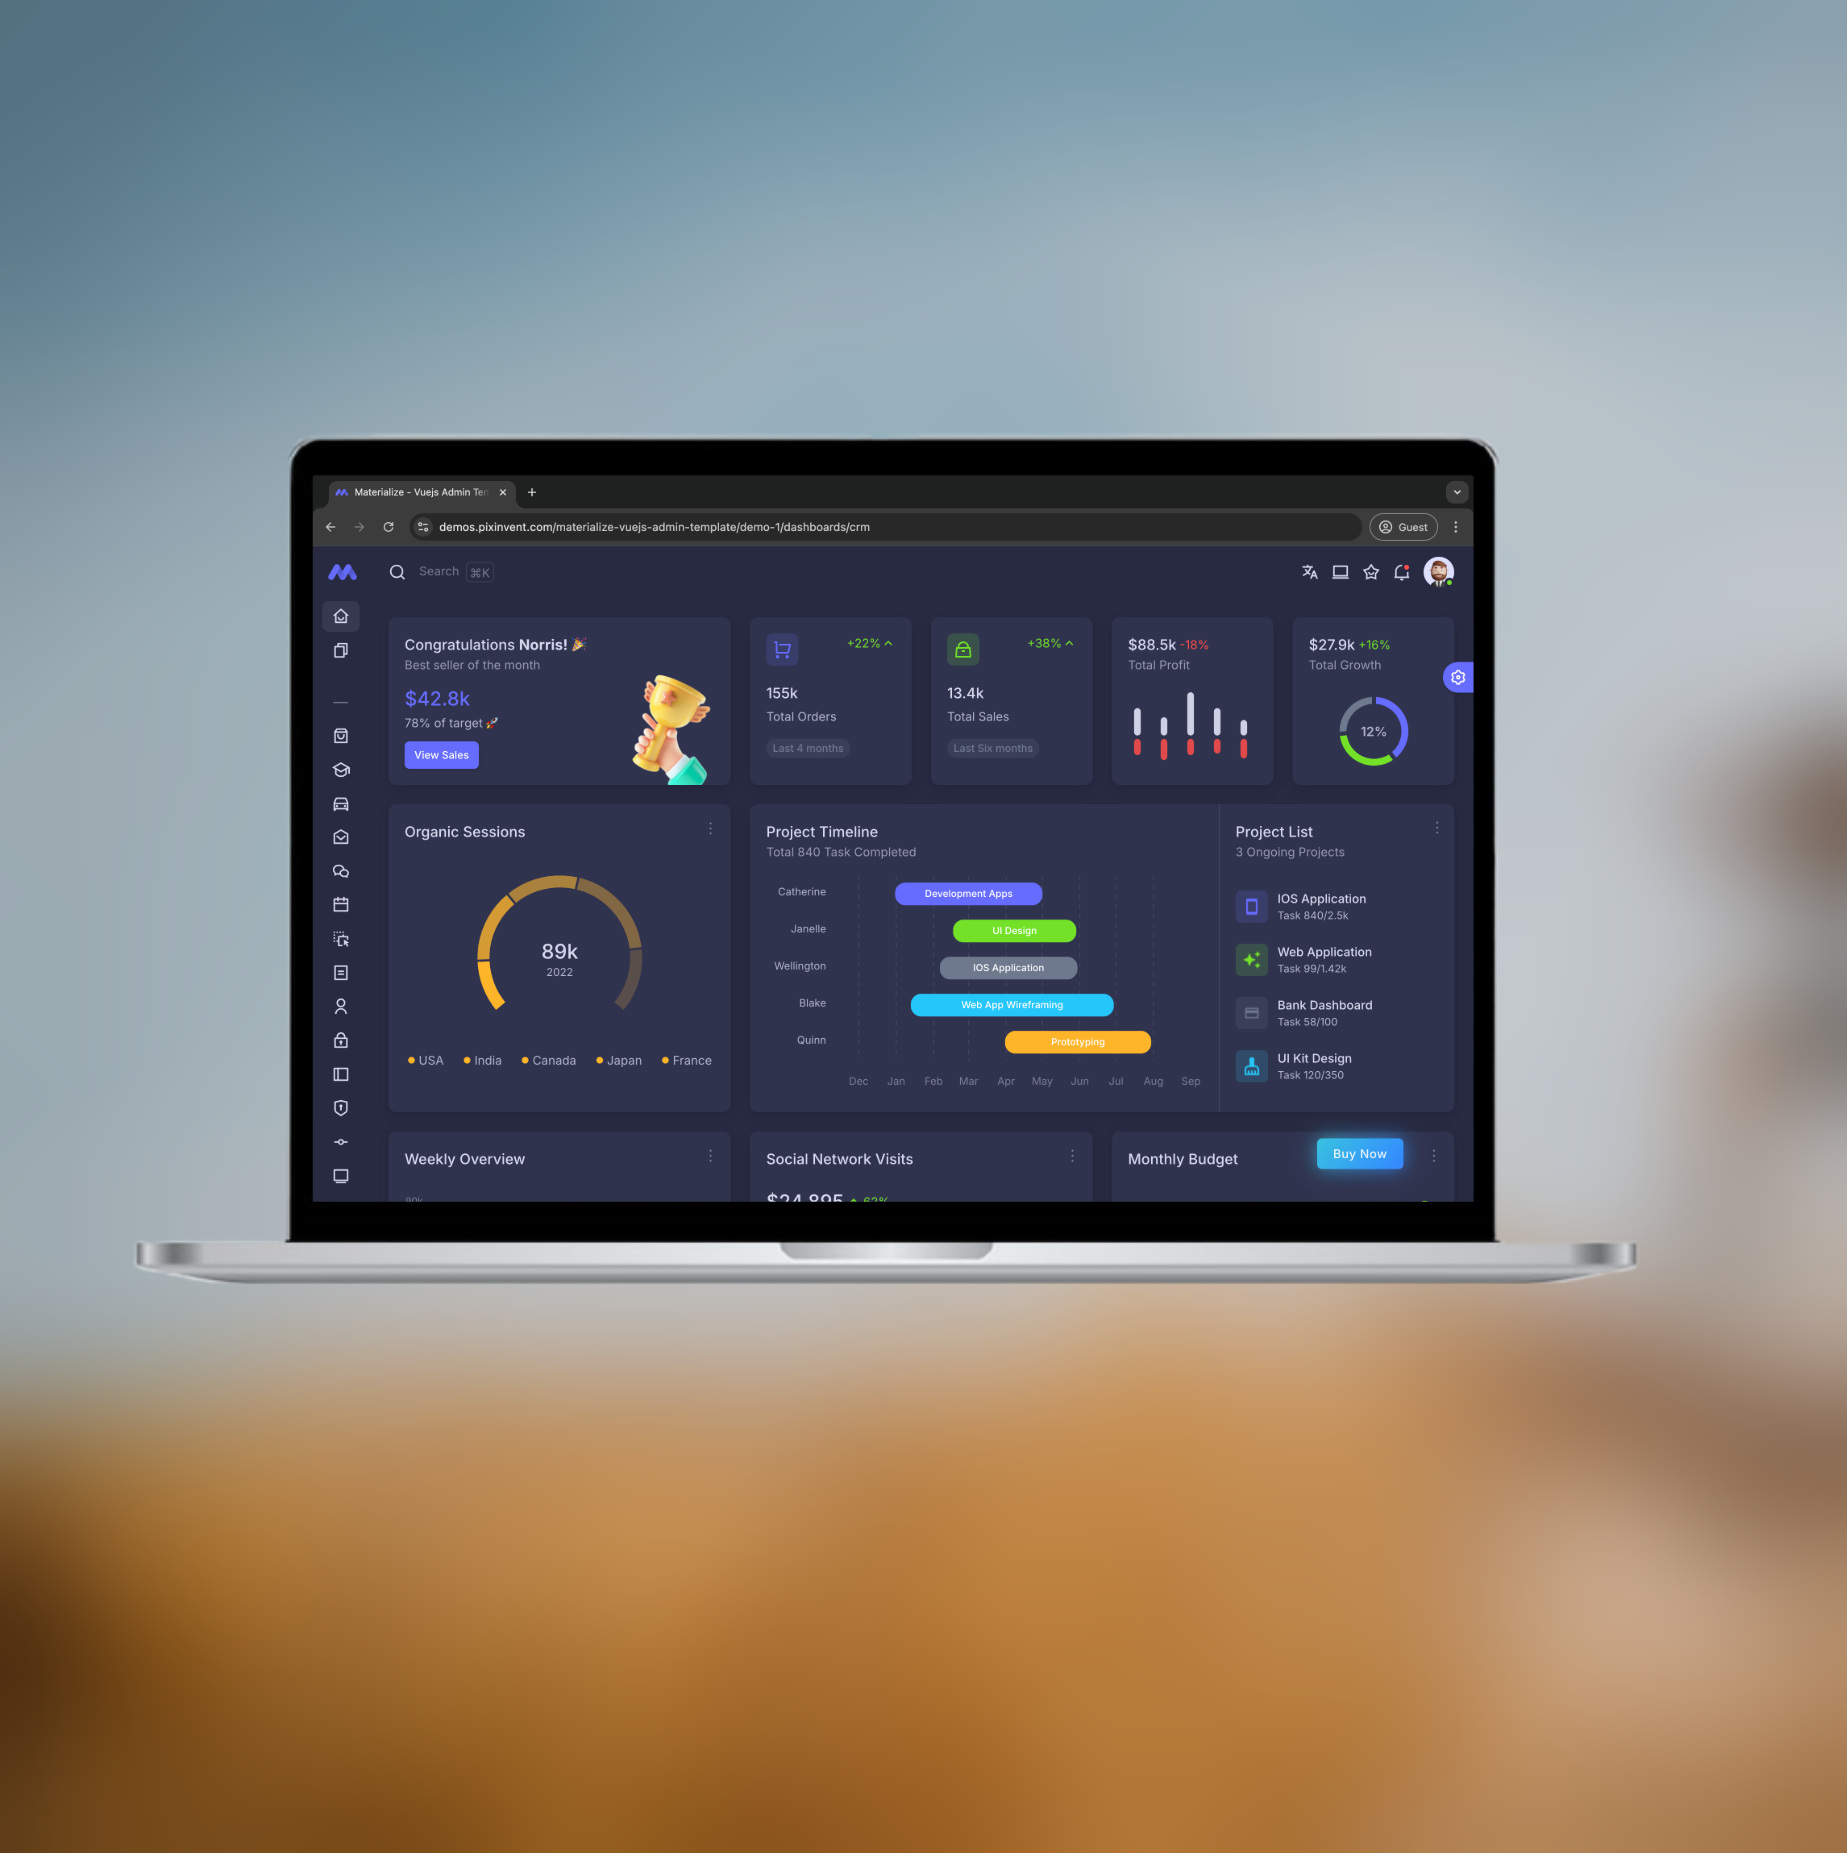 Materialize - Vuejs Admin Ten
demos.pixinvent.com/materialize-vuejs-admin-template/demo-1/dashboards/crm
Guest
Search ⌘K
Congratulations Norris! 🎉
Best seller of the month
$42.8k
78% of target 🚀
View Sales
+22%
155k
Total Orders
Last 4 months
+38%
13.4k
Total Sales
Last Six months
$88.5k -18%
Total Profit
$27.9k +16%
Total Growth
12%
Organic Sessions
89k
2022
USA India Canada Japan France
Project Timeline
Total 840 Task Completed
Catherine
Development Apps
Janelle
UI Design
Wellington
IOS Application
Blake
Web App Wireframing
Quinn
Prototyping
Dec Jan Feb Mar Apr May Jun Jul Aug Sep
Project List
3 Ongoing Projects
IOS Application
Task 840/2.5k
Web Application
Task 99/1.42k
Bank Dashboard
Task 58/100
UI Kit Design
Task 120/350
Weekly Overview
90k
Social Network Visits
$24,895 62%
Monthly Budget
Buy Now